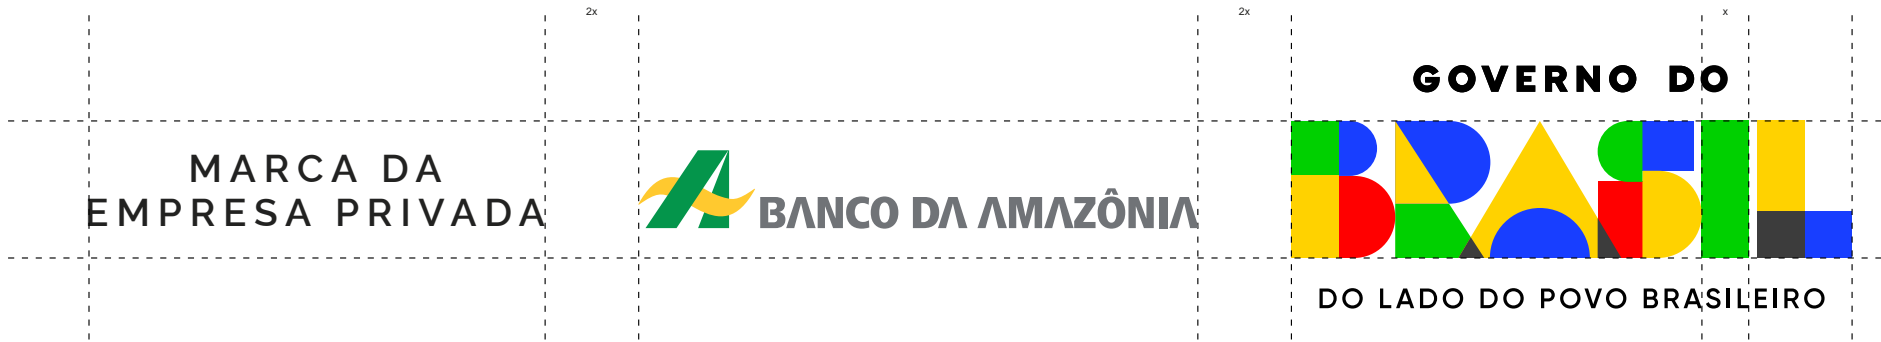 2x
2x
x
MARCA DA
EMPRESA PRIVADA
BANCO DA AMAZÔNIA
GOVERNO DO
BRASIL
DO LADO DO POVO BRASILEIRO